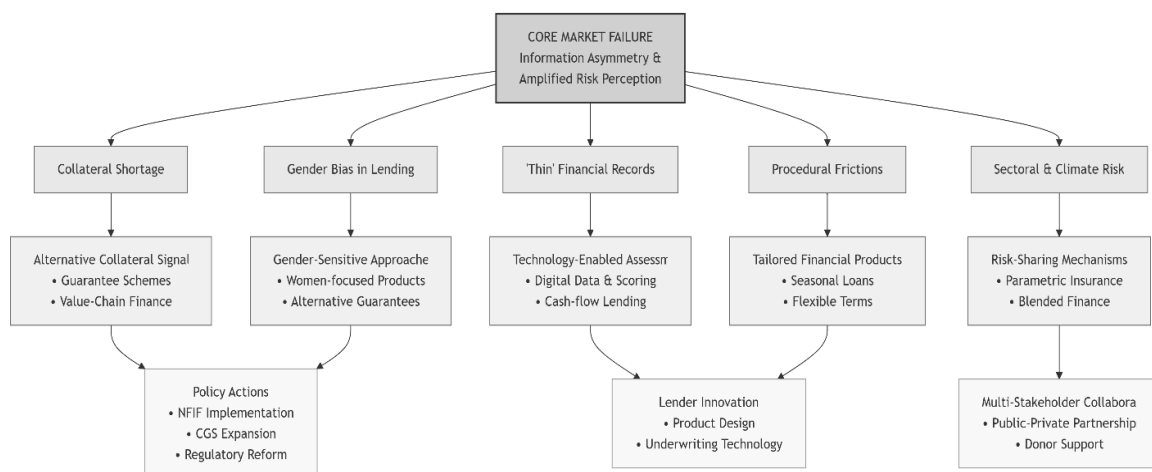 CORE MARKET FAILURE
Information Asymmetry &
Amplified Risk Perception
Collateral Shortage
Gender Bias in Lending
'Thin' Financial Records
Procedural Frictions
Sectoral & Climate Risk
Alternative Collateral Signal
• Guarantee Schemes
• Value-Chain Finance
Gender-Sensitive Approache
• Women-focused Products
• Alternative Guarantees
Technology-Enabled Assessm
• Digital Data & Scoring
• Cash-flow Lending
Tailored Financial Products
• Seasonal Loans
• Flexible Terms
Risk-Sharing Mechanisms
• Parametric Insurance
• Blended Finance
Policy Actions
• NFIF Implementation
• CGS Expansion
• Regulatory Reform
Lender Innovation
• Product Design
• Underwriting Technology
Multi-Stakeholder Collabora
• Public-Private Partnership
• Donor Support